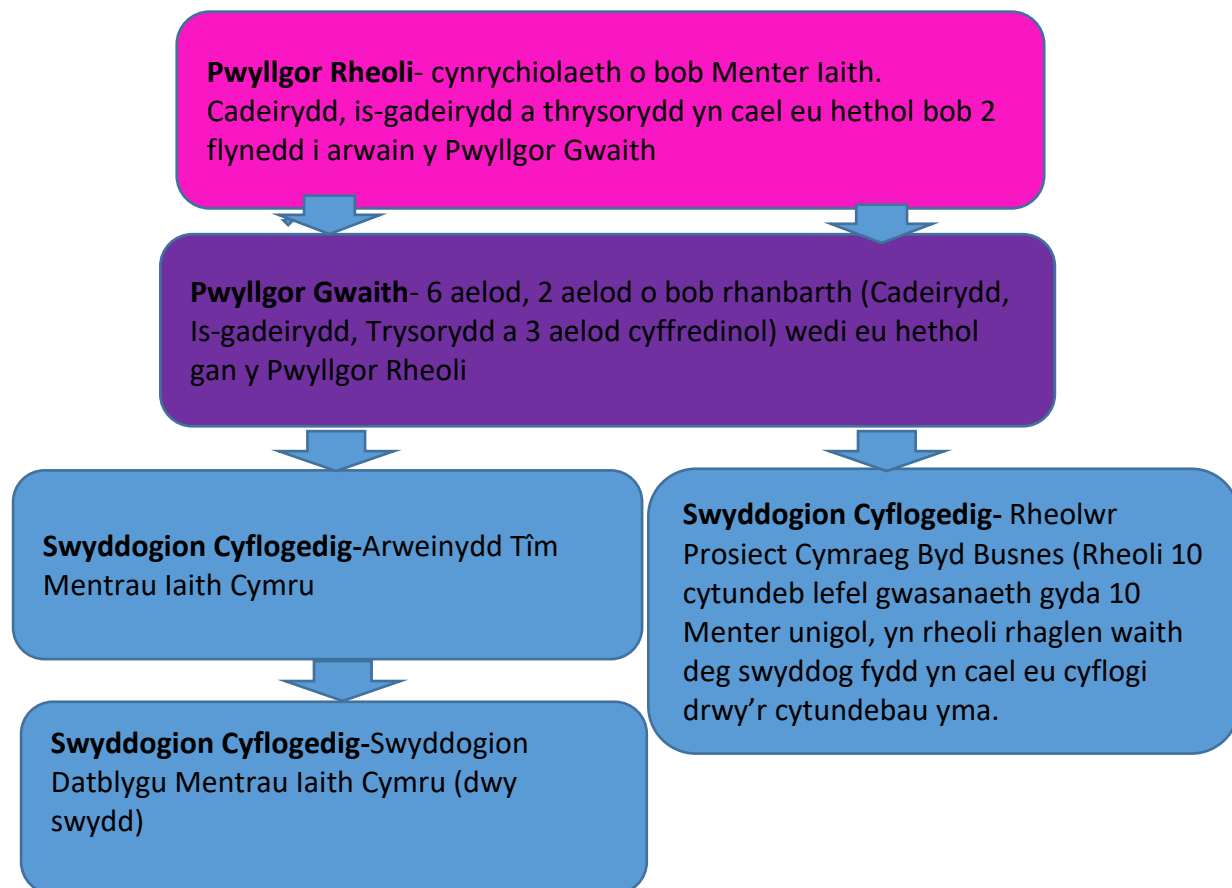 Pwyllgor Rheoli- cynrychiolaeth o bob Menter Iaith.
Cadeirydd, is-gadeirydd a thrysorydd yn cael eu hethol bob 2
flynedd i arwain y Pwyllgor Gwaith
Pwyllgor Gwaith- 6 aelod, 2 aelod o bob rhanbarth (Cadeirydd,
Is-gadeirydd, Trysorydd a 3 aelod cyffredinol) wedi eu hethol
gan y Pwyllgor Rheoli
Swyddogion Cyflogedig-Arweinydd Tîm
Mentrau Iaith Cymru
Swyddogion Cyflogedig- Rheolwr
Prosiect Cymraeg Byd Busnes (Rheoli 10
cytundeb lefel gwasanaeth gyda 10
Menter unigol, yn rheoli rhaglen waith
deg swyddog fydd yn cael eu cyflogi
drwy’r cytundebau yma.
Swyddogion Cyflogedig-Swyddogion
Datblygu Mentrau Iaith Cymru (dwy
swydd)